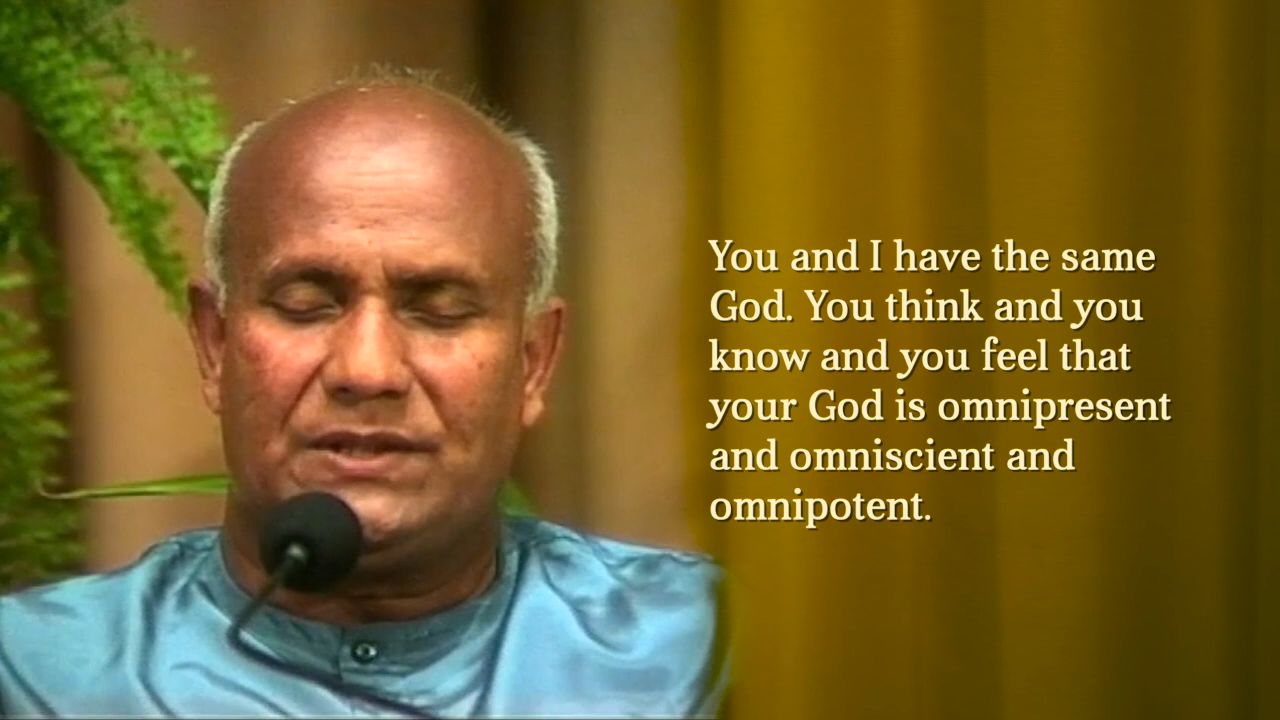 You and I have the same
God. You think and you
know and you feel that
your God is omnipresent
and omniscient and
omnipotent.